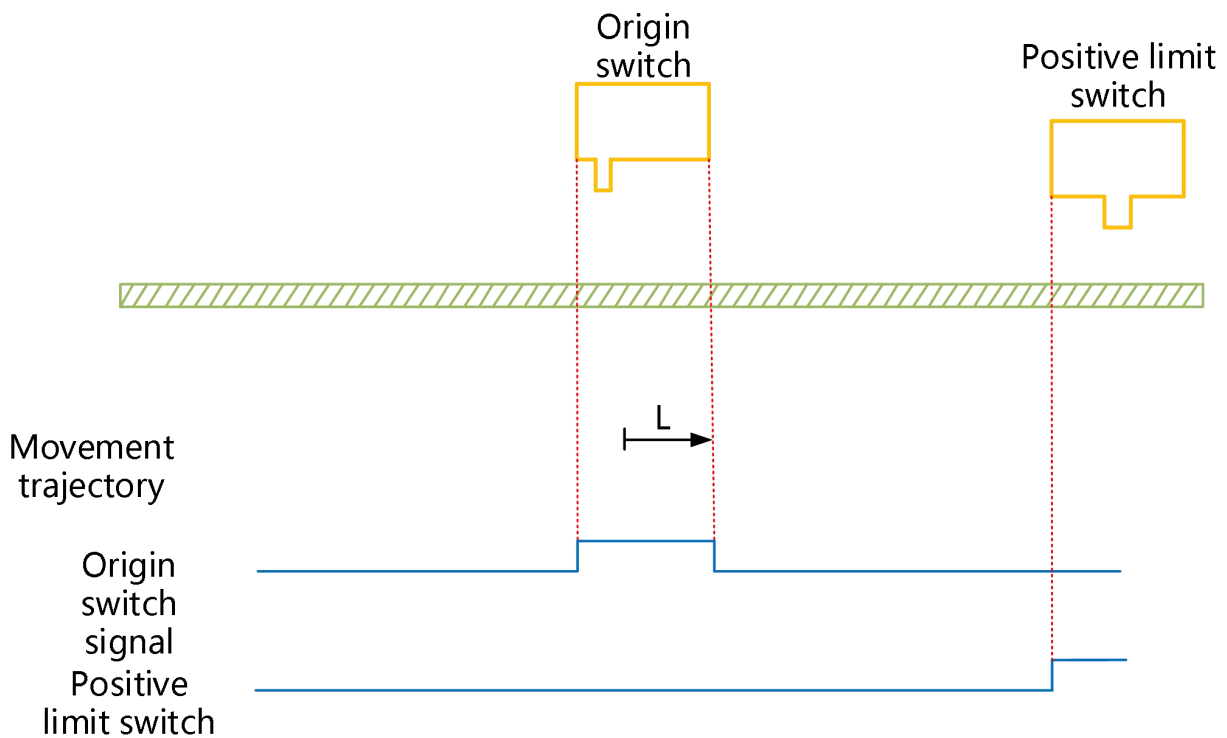 Origin
switch
Positive limit
switch
L
Movement
trajectory
Origin
switch
signal
Positive
limit switch